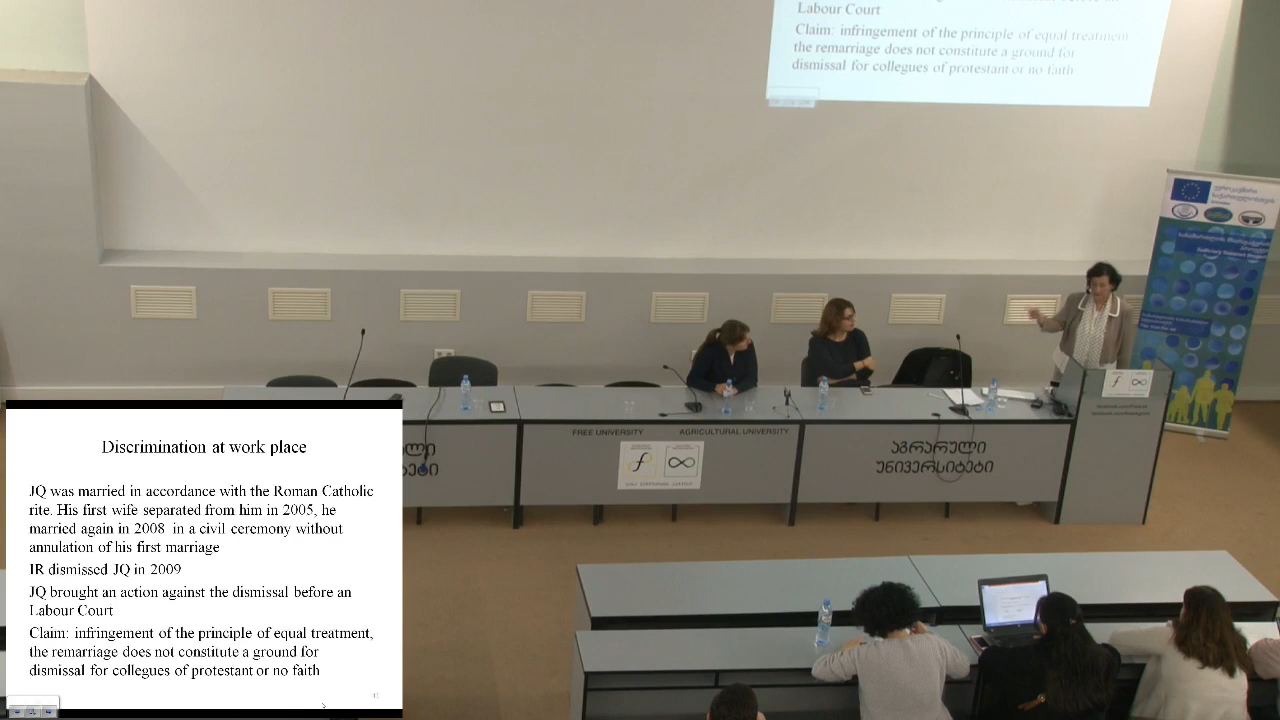 Labour Court
Claim: infringement of the principle of equal treatment,
the remarriage does not constitute a ground for
dismissal for collegues of protestant or no faith
FREE UNIVERSITY
AGRICULTURAL UNIVERSITY
აგრარული
უნივერსიტეტი
Discrimination at work place
JQ was married in accordance with the Roman Catholic
rite. His first wife separated from him in 2005, he
married again in 2008 in a civil ceremony without
annulation of his first marriage
IR dismissed JQ in 2009
JQ brought an action against the dismissal before an
Labour Court
Claim: infringement of the principle of equal treatment,
the remarriage does not constitute a ground for
dismissal for collegues of protestant or no faith
11